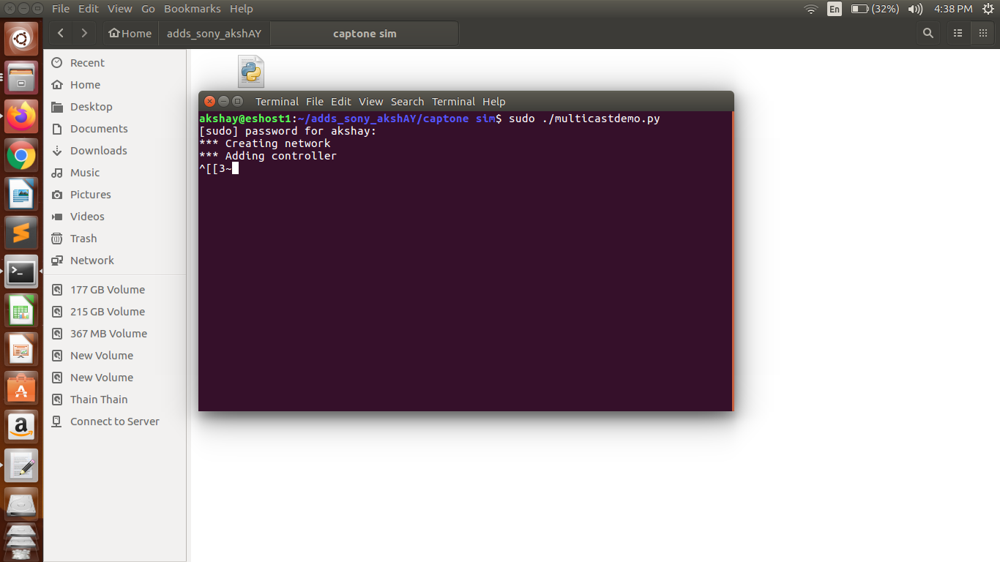 File Edit View Go Bookmarks Help
En (32%) 4:38 PM
Home adds_sony_akshAY captone sim
Recent
Home
Desktop
Documents
Downloads
Music
Pictures
Videos
Trash
Network
177 GB Volume
215 GB Volume
367 MB Volume
New Volume
New Volume
Thain Thain
Connect to Server
Terminal File Edit View Search Terminal Help
akshay@eshost1:~/adds_sony_akshAY/captone sim$ sudo ./multicastdemo.py
[sudo] password for akshay:
*** Creating network
*** Adding controller
^[[3~